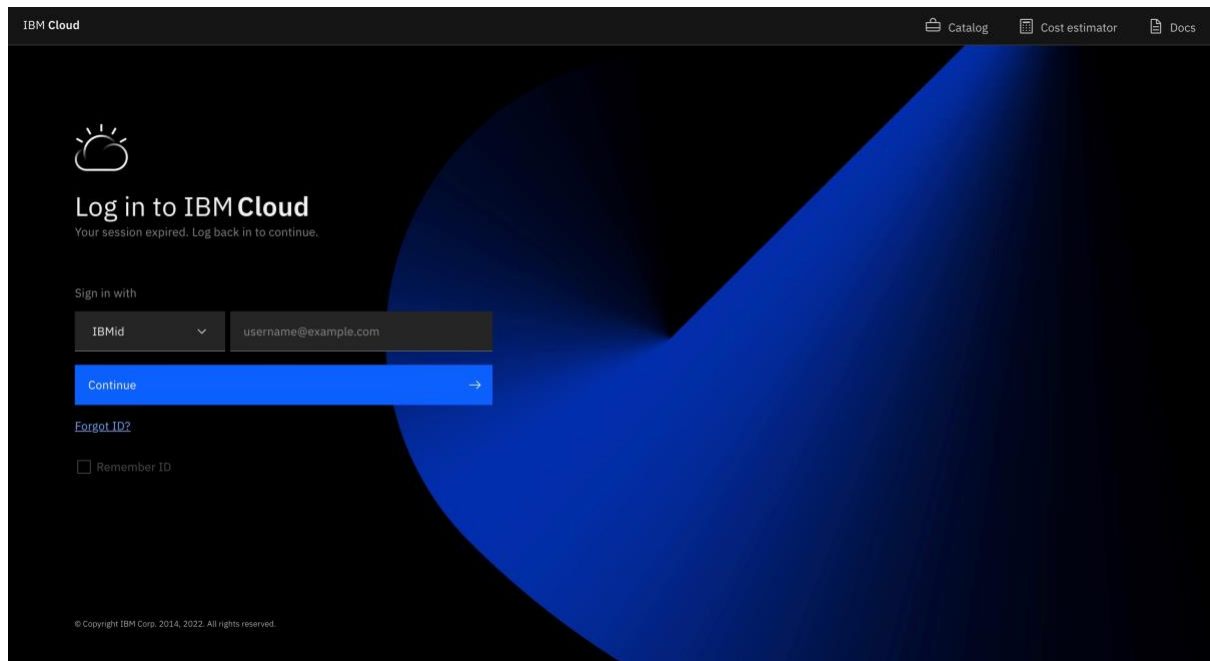 IBM Cloud
Catalog
Cost estimator
Docs
Log in to IBM Cloud
Your session expired. Log back in to continue.
Sign in with
IBMid
username@example.com
Continue
Forgot ID?
Remember ID
© Copyright IBM Corp. 2014, 2022. All rights reserved.